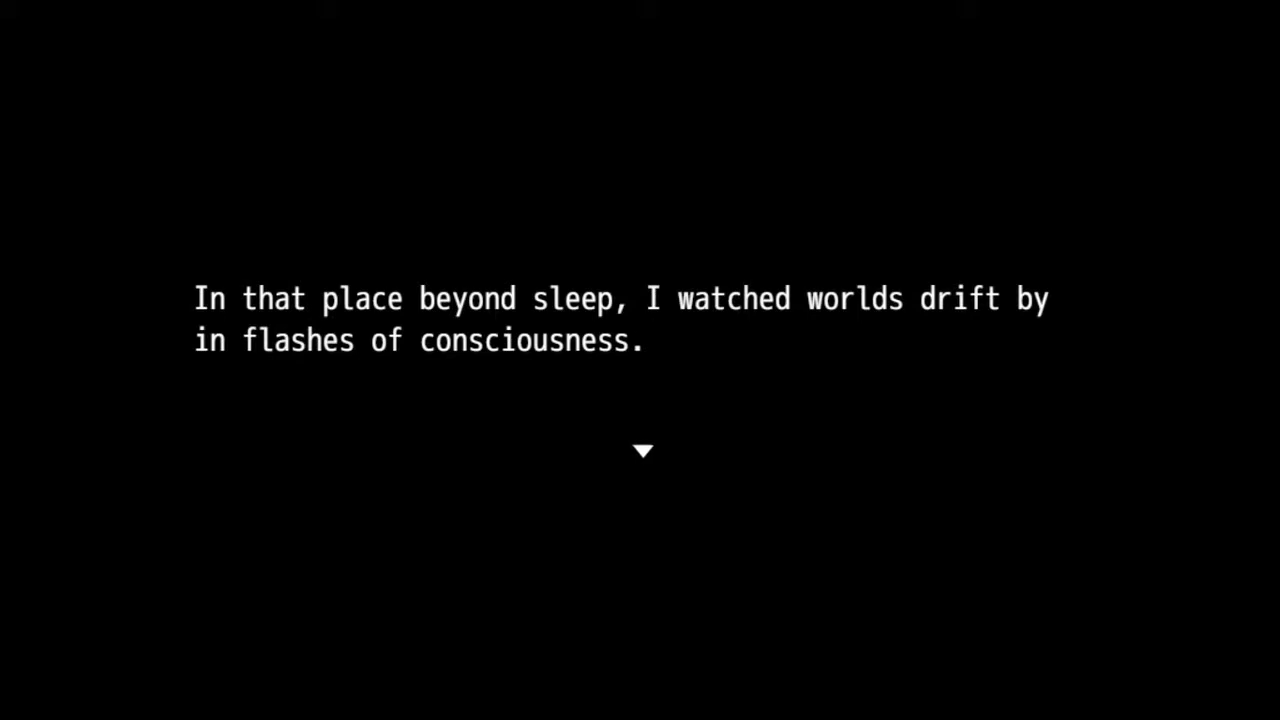 In that place beyond sleep, I watched worlds drift by
in flashes of consciousness.